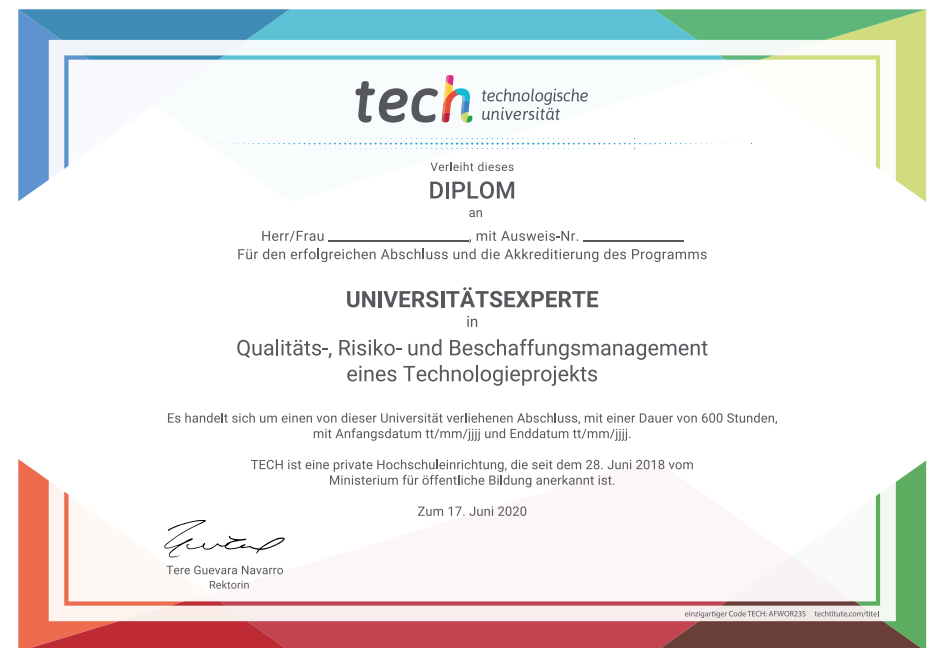 tech technologische
universität
Verleiht dieses
DIPLOM
an
Herr/Frau ____________, mit Ausweis-Nr. ____________
Für den erfolgreichen Abschluss und die Akkreditierung des Programms
UNIVERSITÄTSEXPERTE
in
Qualitäts-, Risiko- und Beschaffungsmanagement
eines Technologieprojekts
Es handelt sich um einen von dieser Universität verliehenen Abschluss, mit einer Dauer von 600 Stunden,
mit Anfangsdatum tt/mm/jjjj und Enddatum tt/mm/jjjj.
TECH ist eine private Hochschuleinrichtung, die seit dem 28. Juni 2018 vom
Ministerium für öffentliche Bildung anerkannt ist.
Zum 17. Juni 2020
Tere Guevara Navarro
Rektorin
einzigartiger Code TECH: AFWOR23S techtitute.com/titel